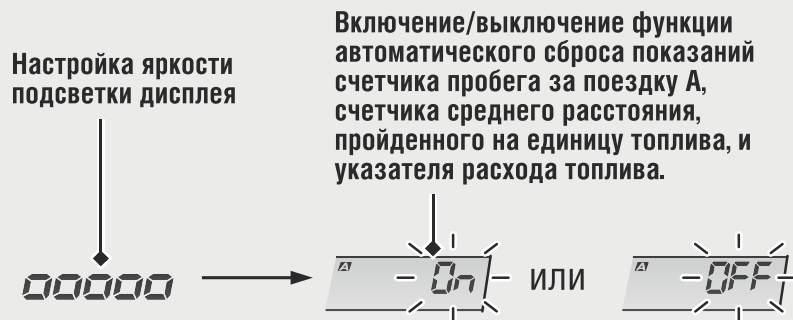 Включение/выключение функции
автоматического сброса показаний
счетчика пробега за поездку А,
счетчика среднего расстояния,
пройденного на единицу топлива, и
указателя расхода топлива.
Настройка яркости
подсветки дисплея
A On ИЛИ A OFF